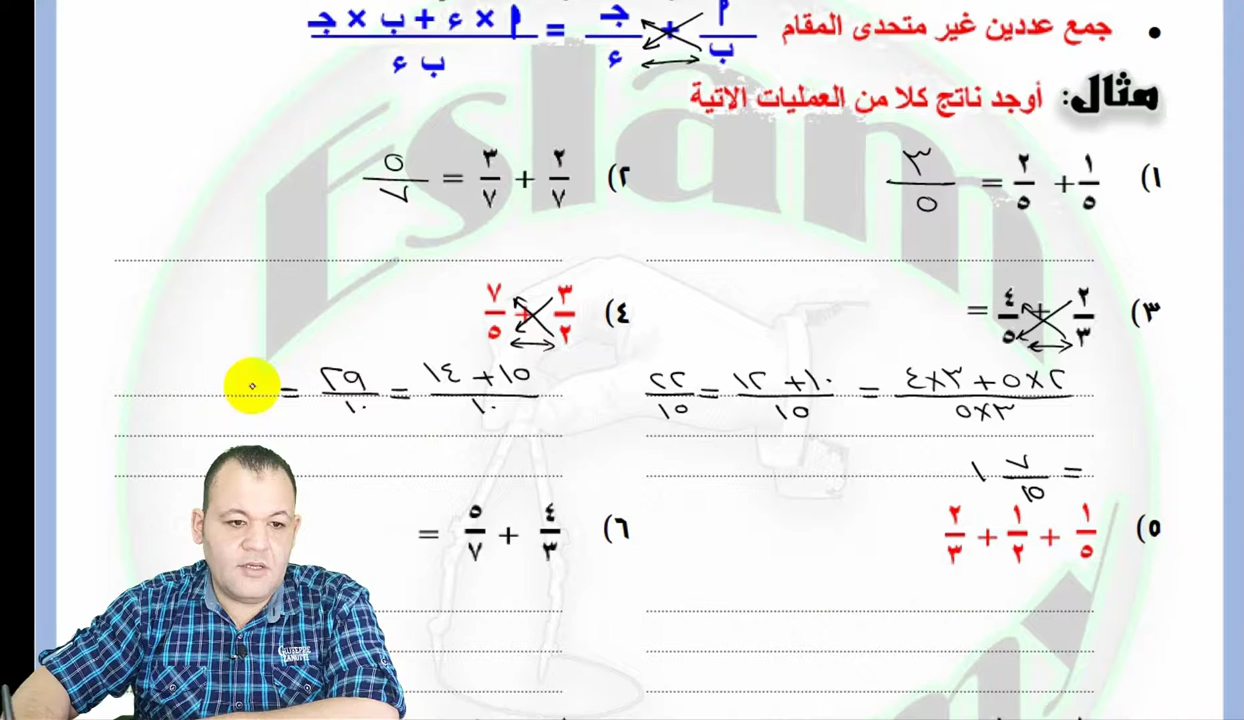 • جمع عددين غير متحدى المقام أ/ب + جـ/ء = (أ × ء + ب × جـ)/(ب ء)
مثال: أوجد ناتج كلا من العمليات الاتية
١) ١/٥ + ٢/٥ = ٣/٥
٢) ٢/٧ + ٣/٧ = ٥/٧
٣) ٢/٣ + ٤/٥ =
(٢×٥ + ٣×٤)/(٣×٥) = (١٠ + ١٢)/١٥ = ٢٢/١٥
= ١ ٧/١٥
٤) ٣/٢ + ٧/٥
(١٥ + ١٤)/١٠ = ٢٩/١٠ =
٥) ١/٥ + ١/٢ + ٢/٣
٦) ٤/٣ + ٥/٧ =
Eslam
GIUSEPPE
ZANOTTI